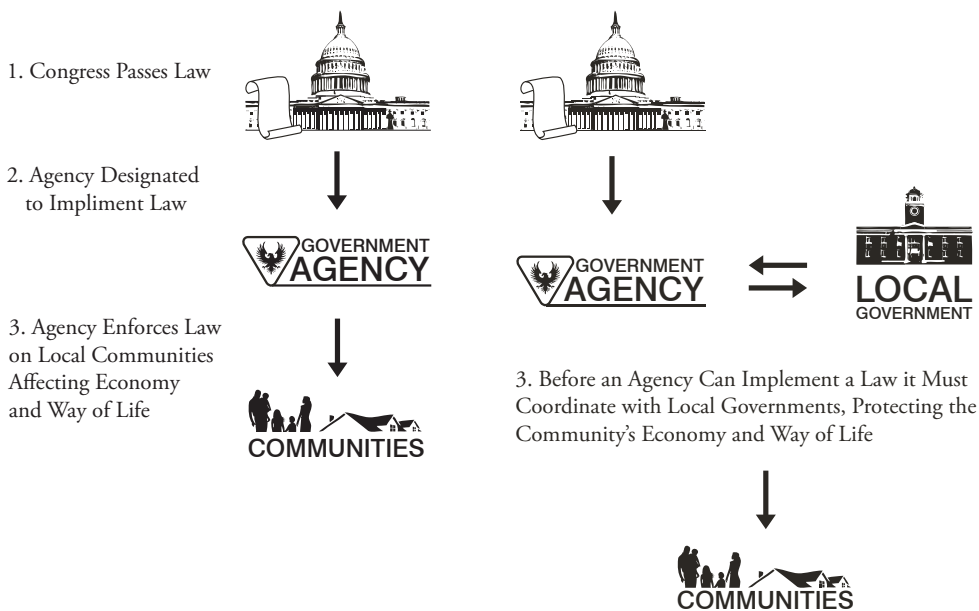 1. Congress Passes Law
2. Agency Designated
to Impliment Law
GOVERNMENT
AGENCY
3. Agency Enforces Law
on Local Communities
Affecting Economy
and Way of Life
COMMUNITIES
GOVERNMENT
AGENCY
LOCAL
GOVERNMENT
3. Before an Agency Can Implement a Law it Must
Coordinate with Local Governments, Protecting the
Community's Economy and Way of Life
COMMUNITIES